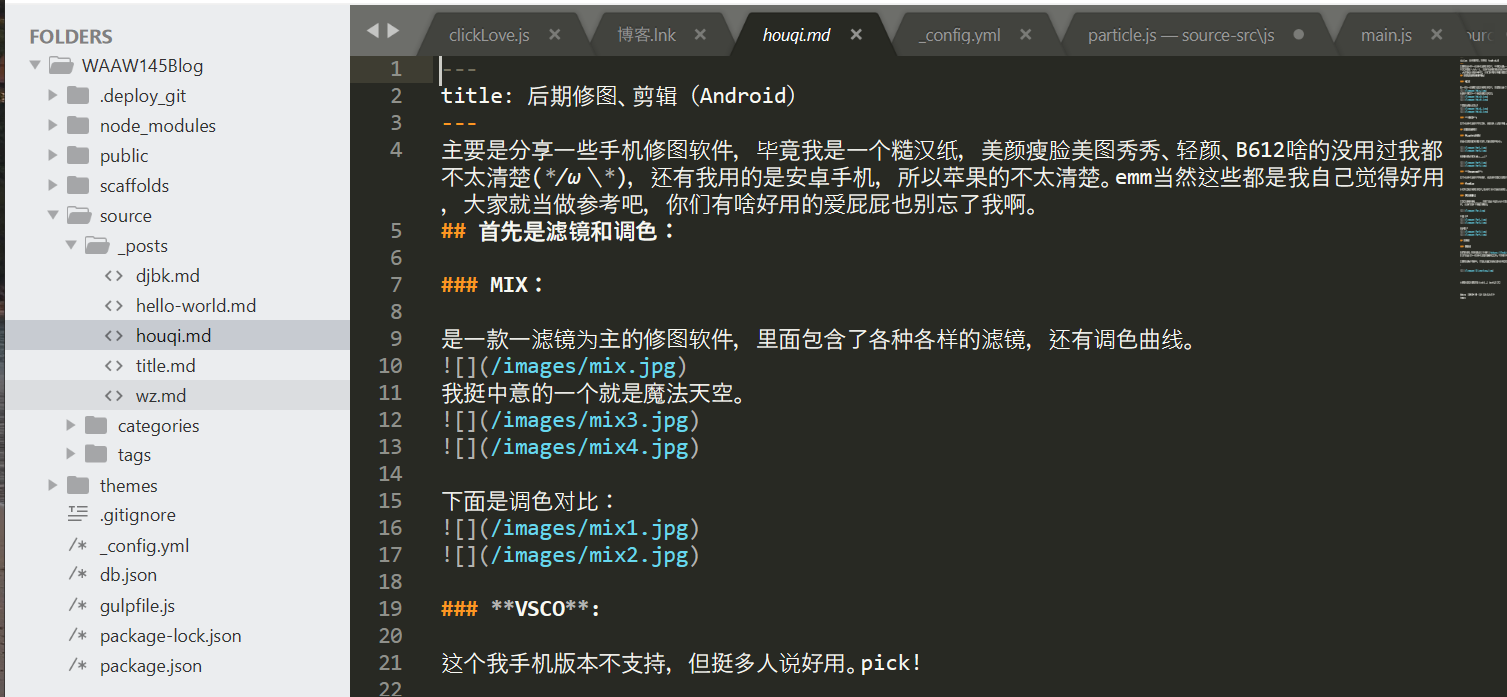 FOLDERS
WAAW145Blog
.deploy_git
node_modules
public
scaffolds
source
_posts
djbk.md
hello-world.md
houqi.md
title.md
wz.md
categories
tags
themes
.gitignore
_config.yml
db.json
gulpfile.js
package-lock.json
package.json
clickLove.js
博客.lnk
houqi.md
_config.yml
particle.js — source-src\js
main.js
1 ---
2 title: 后期修图、剪辑（Android）
3 ---
4 主要是分享一些手机修图软件，毕竟我是一个糙汉纸，美颜瘦脸美图秀秀、轻颜、B612啥的没用过我都
不太清楚(*/ω＼*)，还有我用的是安卓手机，所以苹果的不太清楚。emm当然这些都是我自己觉得好用
，大家就当做参考吧，你们有啥好用的爱屁屁也别忘了我啊。
5 ## 首先是滤镜和调色：
6
7 ### MIX：
8
9 是一款一滤镜为主的修图软件，里面包含了各种各样的滤镜，还有调色曲线。
10 ![](/images/mix.jpg)
11 我挺中意的一个就是魔法天空。
12 ![](/images/mix3.jpg)
13 ![](/images/mix4.jpg)
14
15 下面是调色对比：
16 ![](/images/mix1.jpg)
17 ![](/images/mix2.jpg)
18
19 ### **VSCO**:
20
21 这个我手机版本不支持，但挺多人说好用。pick!
22